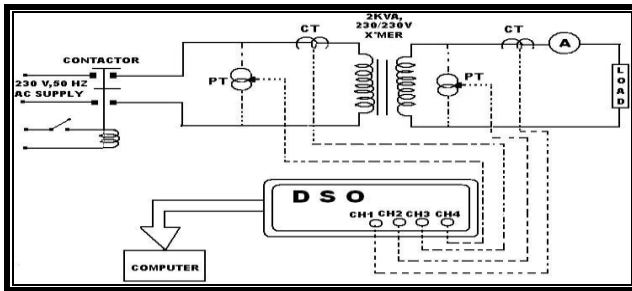 2KVA,
230/230V
X'MER
CT
CT
CONTACTOR
A
230 V,50 HZ
AC SUPPLY
PT
PT
LOAD
DSO
CH1 CH2 CH3 CH4
COMPUTER